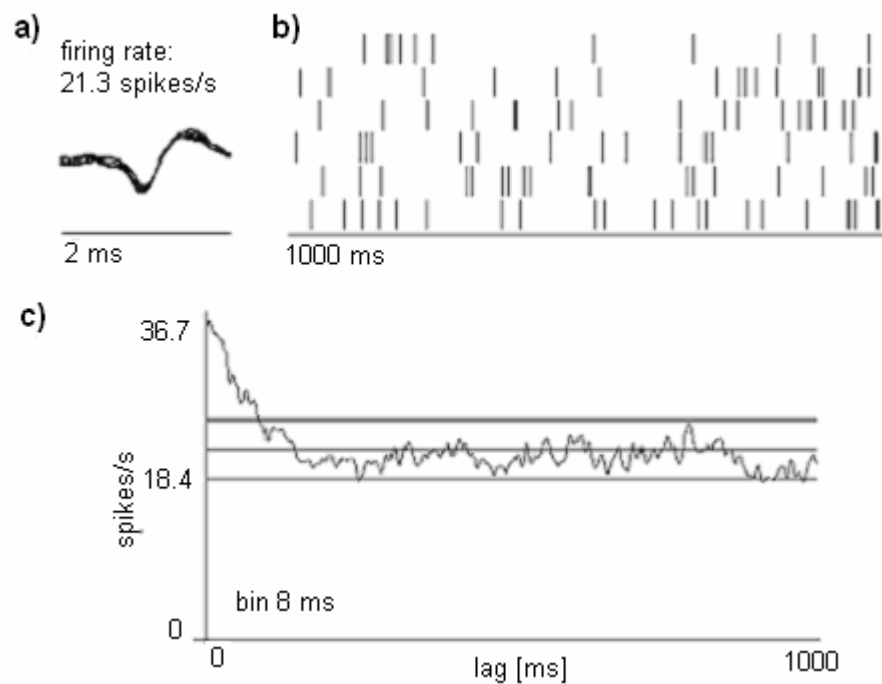 a)
firing rate:
21.3 spikes/s
2 ms
b)
1000 ms
c)
36.7
18.4
spikes/s
0
bin 8 ms
0
lag [ms]
1000